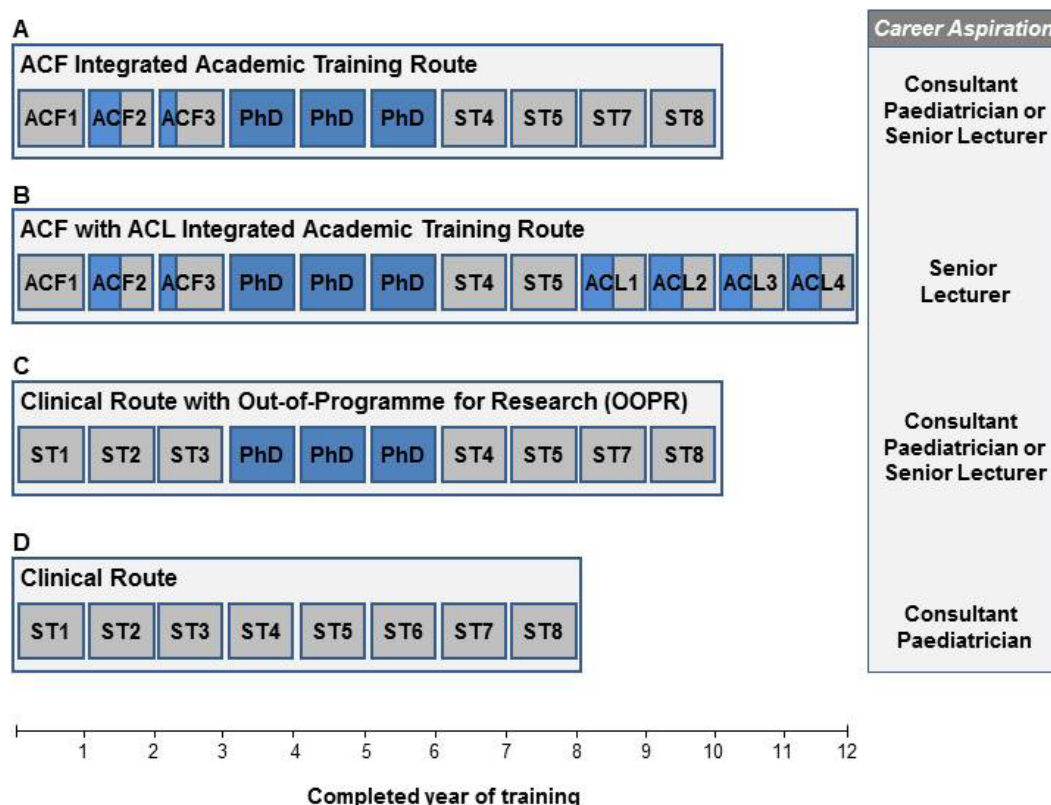 A
ACF Integrated Academic Training Route
ACF1 ACF2 ACF3 PhD PhD PhD ST4 ST5 ST7 ST8
B
ACF with ACL Integrated Academic Training Route
ACF1 ACF2 ACF3 PhD PhD PhD ST4 ST5 ACL1 ACL2 ACL3 ACL4
C
Clinical Route with Out-of-Programme for Research (OOPR)
ST1 ST2 ST3 PhD PhD PhD ST4 ST5 ST7 ST8
D
Clinical Route
ST1 ST2 ST3 ST4 ST5 ST6 ST7 ST8
Career Aspiration
Consultant
Paediatrician or
Senior Lecturer
Senior
Lecturer
Consultant
Paediatrician or
Senior Lecturer
Consultant
Paediatrician
1 2 3 4 5 6 7 8 9 10 11 12
Completed year of training